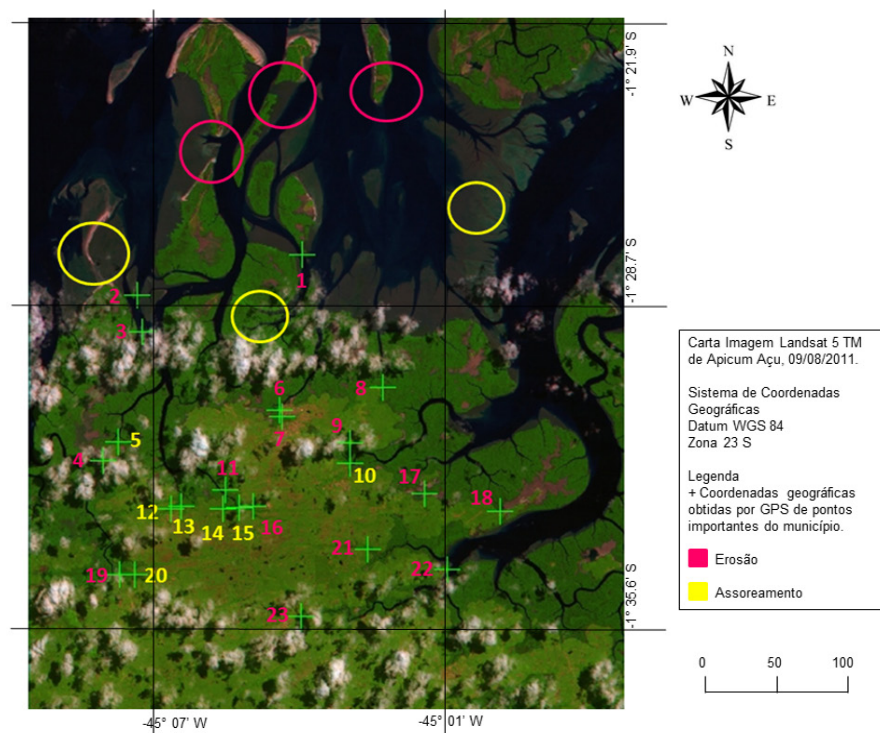 N
W E
S
-1° 21.9' S
1
-1° 28.7' S
2
3
6
8
7
9
5
4
10
11
17
18
12
13
14
15
16
21
22
19
20
23
-1° 35.6' S
-45° 07' W
-45° 01' W
Carta Imagem Landsat 5 TM
de Apicum Açu, 09/08/2011.
Sistema de Coordenadas
Geográficas
Datum WGS 84
Zona 23 S
Legenda
+ Coordenadas geográficas
obtidas por GPS de pontos
importantes do município.
Erosão
Assoreamento
0 50 100